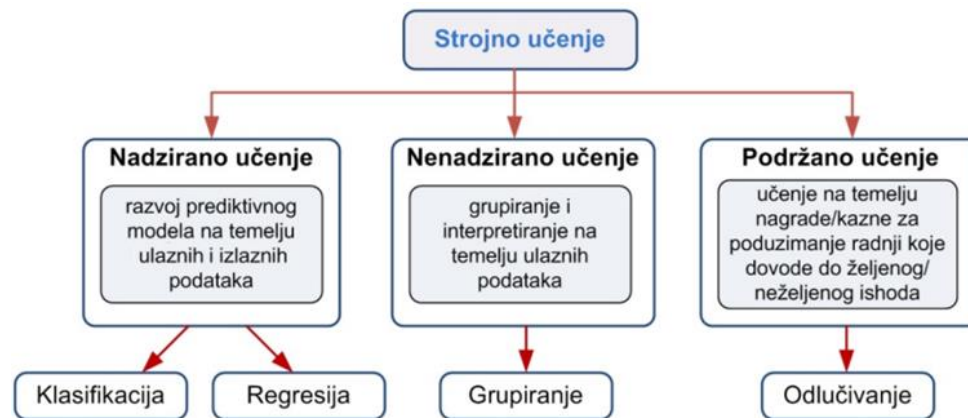 Strojno učenje
Nadzirano učenje
razvoj prediktivnog
modela na temelju
ulaznih i izlaznih
podataka
Nenadzirano učenje
grupiranje i
interpretiranje na
temelju ulaznih
podataka
Podržano učenje
učenje na temelju
nagrade/kazne za
poduzimanje radnji koje
dovode do željenog/
neželjenog ishoda
Klasifikacija
Regresija
Grupiranje
Odlučivanje